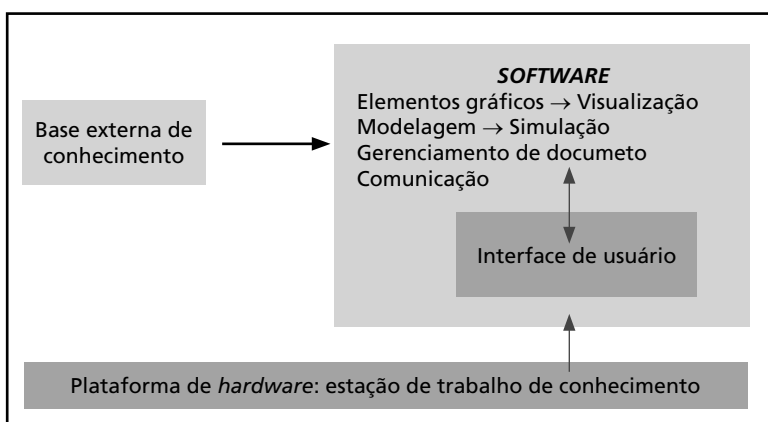 Base externa de
conhecimento
SOFTWARE
Elementos gráficos → Visualização
Modelagem → Simulação
Gerenciamento de documeto
Comunicação
Interface de usuário
Plataforma de hardware: estação de trabalho de conhecimento